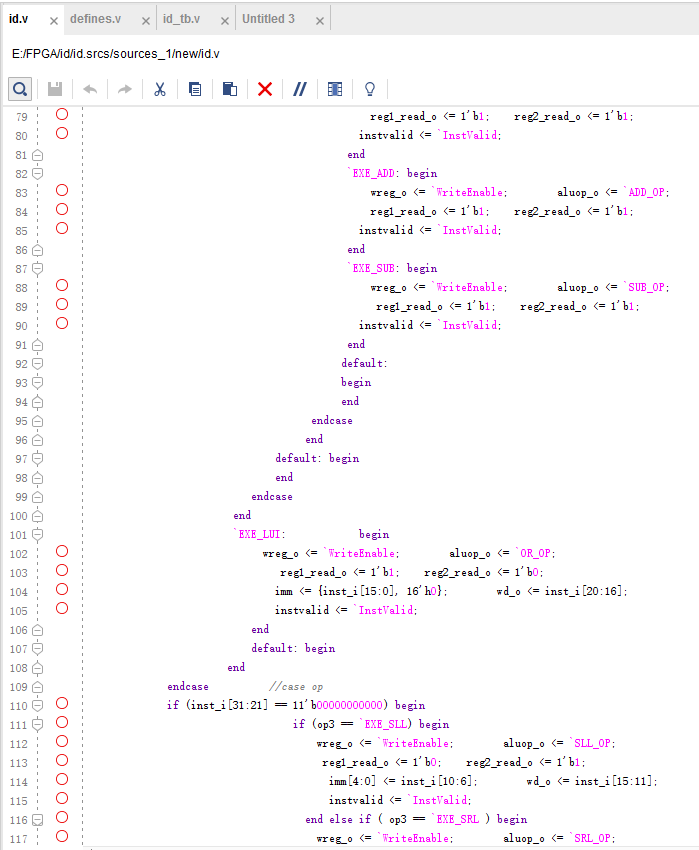 id.v × defines.v × id_tb.v × Untitled 3 ×
E:/FPGA/id/id.srcs/sources_1/new/id.v
79 reg1_read_o <= 1'b1; reg2_read_o <= 1'b1;
80 instvalid <= `InstValid;
81 end
82 `EXE_ADD: begin
83 wreg_o <= `WriteEnable; aluop_o <= `ADD_OP;
84 reg1_read_o <= 1'b1; reg2_read_o <= 1'b1;
85 instvalid <= `InstValid;
86 end
87 `EXE_SUB: begin
88 wreg_o <= `WriteEnable; aluop_o <= `SUB_OP;
89 reg1_read_o <= 1'b1; reg2_read_o <= 1'b1;
90 instvalid <= `InstValid;
91 end
92 default:
93 begin
94 end
95 endcase
96 end
97 default: begin
98 end
99 endcase
100 end
101 `EXE_LUI: begin
102 wreg_o <= `WriteEnable; aluop_o <= `OR_OP;
103 reg1_read_o <= 1'b1; reg2_read_o <= 1'b0;
104 imm <= {inst_i[15:0], 16'h0}; wd_o <= inst_i[20:16];
105 instvalid <= `InstValid;
106 end
107 default: begin
108 end
109 endcase //case op
110 if (inst_i[31:21] == 11'b00000000000) begin
111 if (op3 == `EXE_SLL) begin
112 wreg_o <= `WriteEnable; aluop_o <= `SLL_OP;
113 reg1_read_o <= 1'b0; reg2_read_o <= 1'b1;
114 imm[4:0] <= inst_i[10:6]; wd_o <= inst_i[15:11];
115 instvalid <= `InstValid;
116 end else if ( op3 == `EXE_SRL ) begin
117 wreg_o <= `WriteEnable; aluop_o <= `SRL_OP;